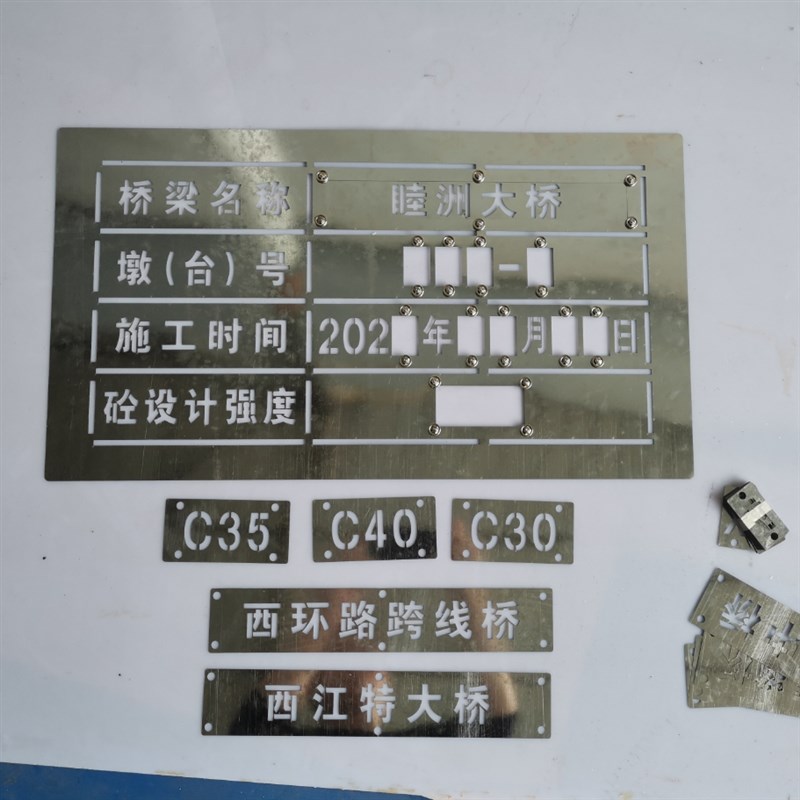 桥梁名称 睦洲大桥
墩(台)号 -
施工时间 202 年 月 日
砼设计强度
C35 C40 C30
西环路跨线桥
西江特大桥
桥